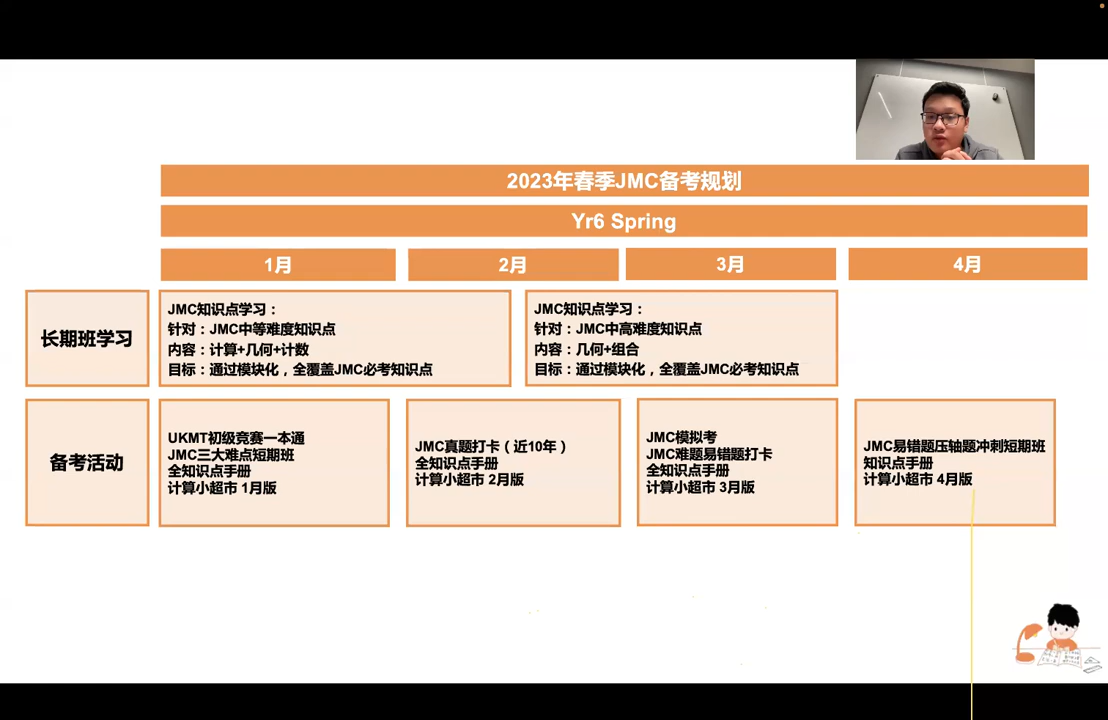 2023年春季JMC备考规划
Yr6 Spring
1月
2月
3月
4月
长期班学习
JMC知识点学习：
针对：JMC中等难度知识点
内容：计算+几何+计数
目标：通过模块化，全覆盖JMC必考知识点
JMC知识点学习：
针对：JMC中高难度知识点
内容：几何+组合
目标：通过模块化，全覆盖JMC必考知识点
备考活动
UKMT初级竞赛一本通
JMC三大难点短期班
全知识点手册
计算小超市 1月版
JMC真题打卡（近10年）
全知识点手册
计算小超市 2月版
JMC模拟考
JMC难题易错题打卡
全知识点手册
计算小超市 3月版
JMC易错题压轴题冲刺短期班
知识点手册
计算小超市 4月版